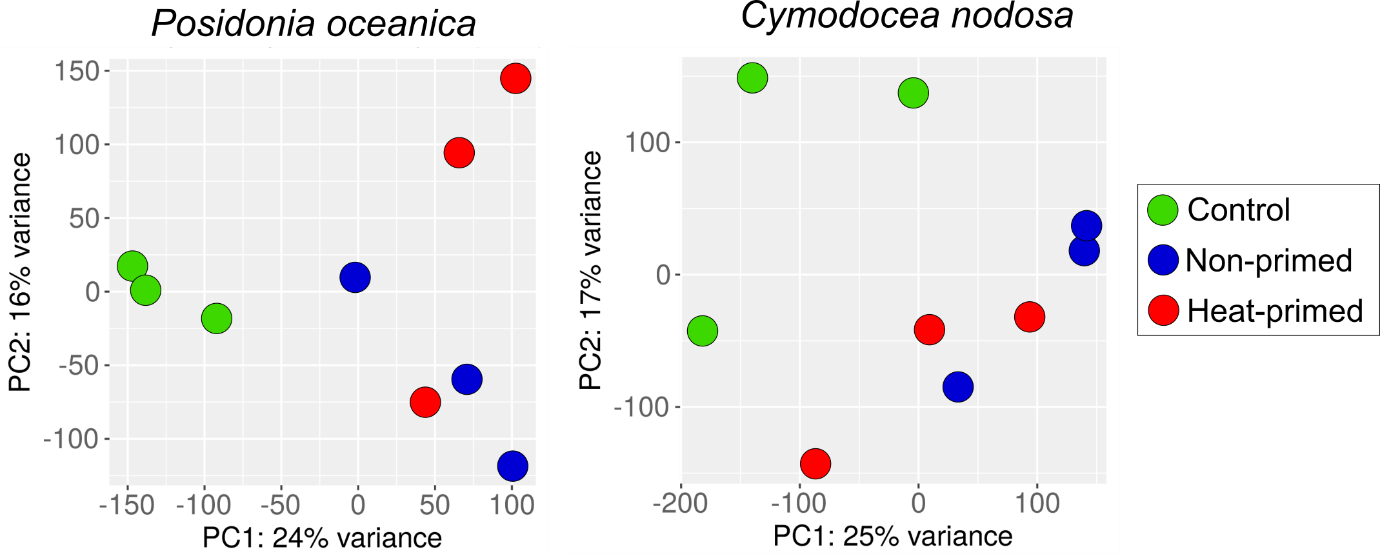 Posidonia oceanica
150
100
50
0
-50
-100
PC2: 16% variance
-150 -100 -50 0 50 100
PC1: 24% variance
Cymodocea nodosa
100
0
-100
PC2: 17% variance
-200 -100 0 100
PC1: 25% variance
Control
Non-primed
Heat-primed